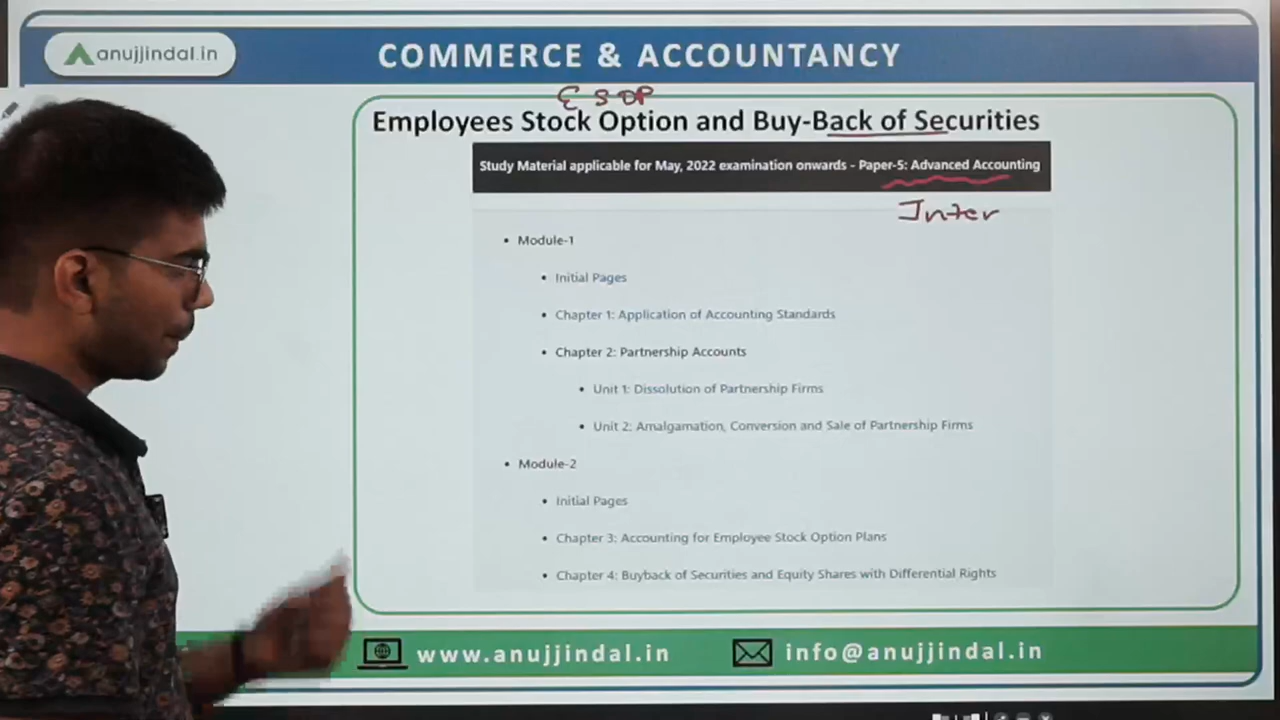 anujjindal.in
COMMERCE & ACCOUNTANCY
ESOP
Employees Stock Option and Buy-Back of Securities
Study Material applicable for May, 2022 examination onwards - Paper-5: Advanced Accounting
Inter
• Module-1
• Initial Pages
• Chapter 1: Application of Accounting Standards
• Chapter 2: Partnership Accounts
• Unit 1: Dissolution of Partnership Firms
• Unit 2: Amalgamation, Conversion and Sale of Partnership Firms
• Module-2
• Initial Pages
• Chapter 3: Accounting for Employee Stock Option Plans
• Chapter 4: Buyback of Securities and Equity Shares with Differential Rights
www.anujjindal.in
info@anujjindal.in